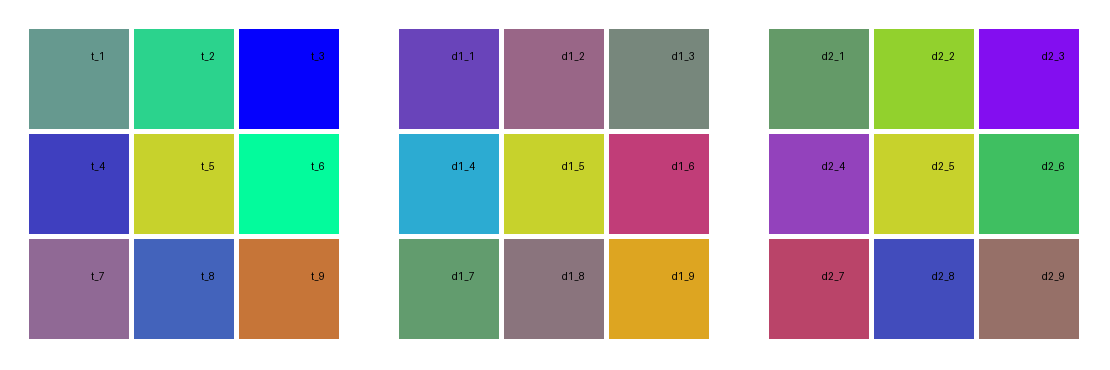 t_1 t_2 t_3 d1_1 d1_2 d1_3 d2_1 d2_2 d2_3
t_4 t_5 t_6 d1_4 d1_5 d1_6 d2_4 d2_5 d2_6
t_7 t_8 t_9 d1_7 d1_8 d1_9 d2_7 d2_8 d2_9